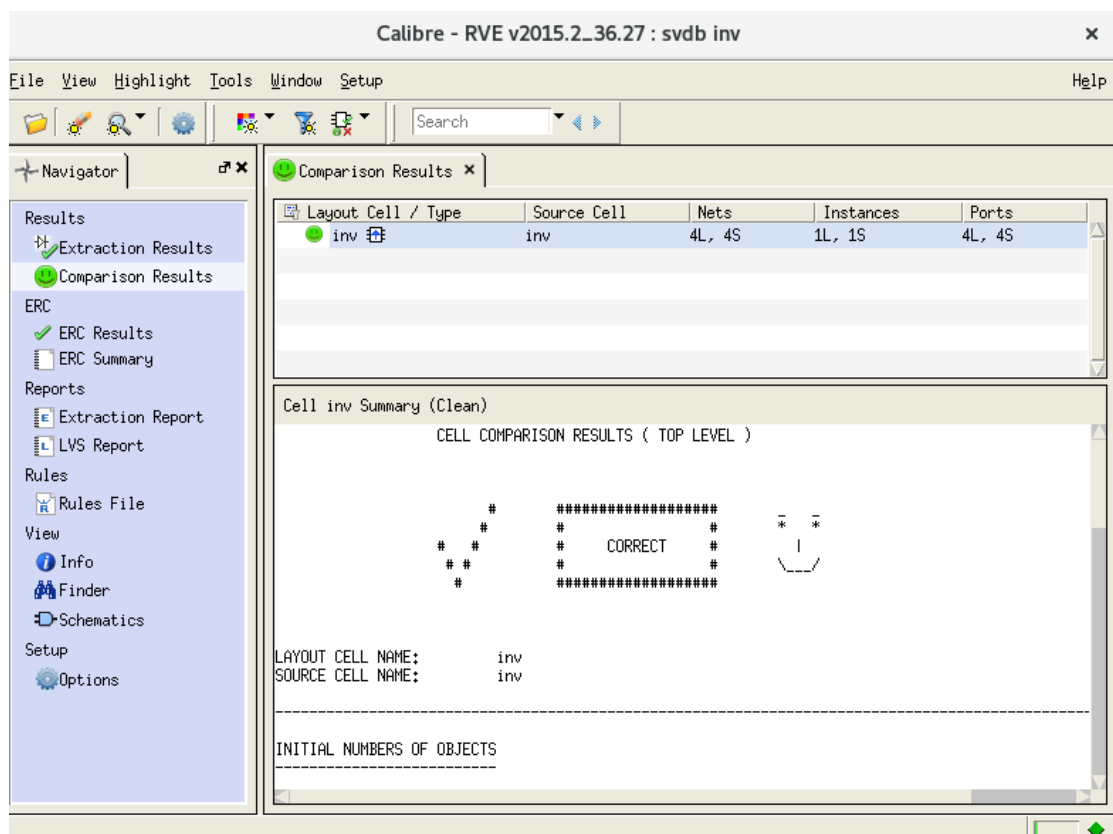 Calibre - RVE v2015.2_36.27 : svdb inv
File View Highlight Tools Window Setup Help
Search
Navigator
Results
Extraction Results
Comparison Results
ERC
ERC Results
ERC Summary
Reports
Extraction Report
LVS Report
Rules
Rules File
View
Info
Finder
Schematics
Setup
Options
Comparison Results
Layout Cell / Type Source Cell Nets Instances Ports
inv inv 4L, 4S 1L, 1S 4L, 4S
Cell inv Summary (Clean)
CELL COMPARISON RESULTS ( TOP LEVEL )
# ################### _ _
# # # * *
# # # CORRECT # |
# # # # \___/
# ###################
LAYOUT CELL NAME: inv
SOURCE CELL NAME: inv
INITIAL NUMBERS OF OBJECTS